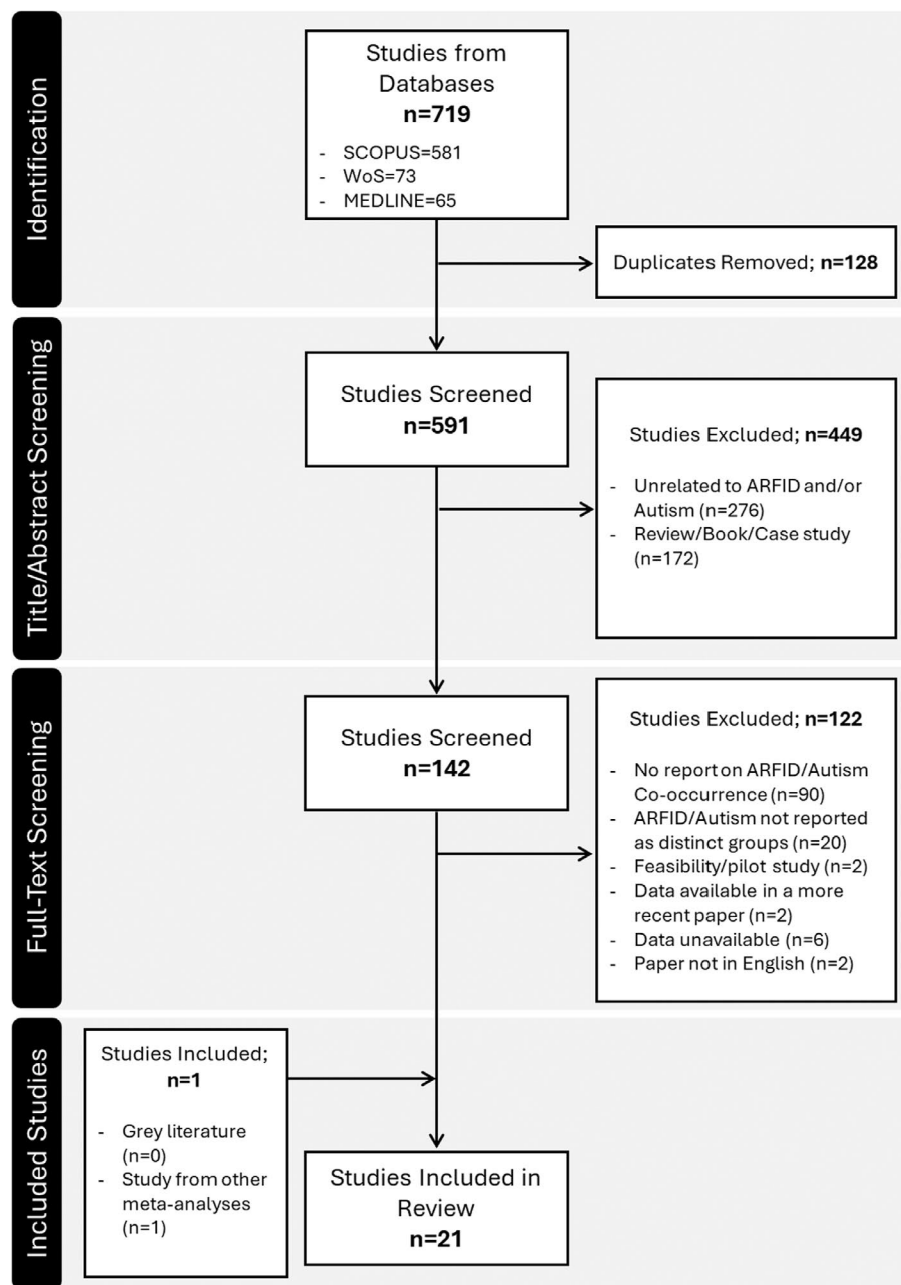 Identification
Studies from
Databases
n=719
- SCOPUS=581
- WoS=73
- MEDLINE=65
Duplicates Removed; n=128
Title/Abstract Screening
Studies Screened
n=591
Studies Excluded; n=449
- Unrelated to ARFID and/or
Autism (n=276)
- Review/Book/Case study
(n=172)
Full-Text Screening
Studies Screened
n=142
Studies Excluded; n=122
- No report on ARFID/Autism
Co-occurrence (n=90)
- ARFID/Autism not reported
as distinct groups (n=20)
- Feasibility/pilot study (n=2)
- Data available in a more
recent paper (n=2)
- Data unavailable (n=6)
- Paper not in English (n=2)
Included Studies
Studies Included;
n=1
- Grey literature
(n=0)
- Study from other
meta-analyses
(n=1)
Studies Included in
Review
n=21